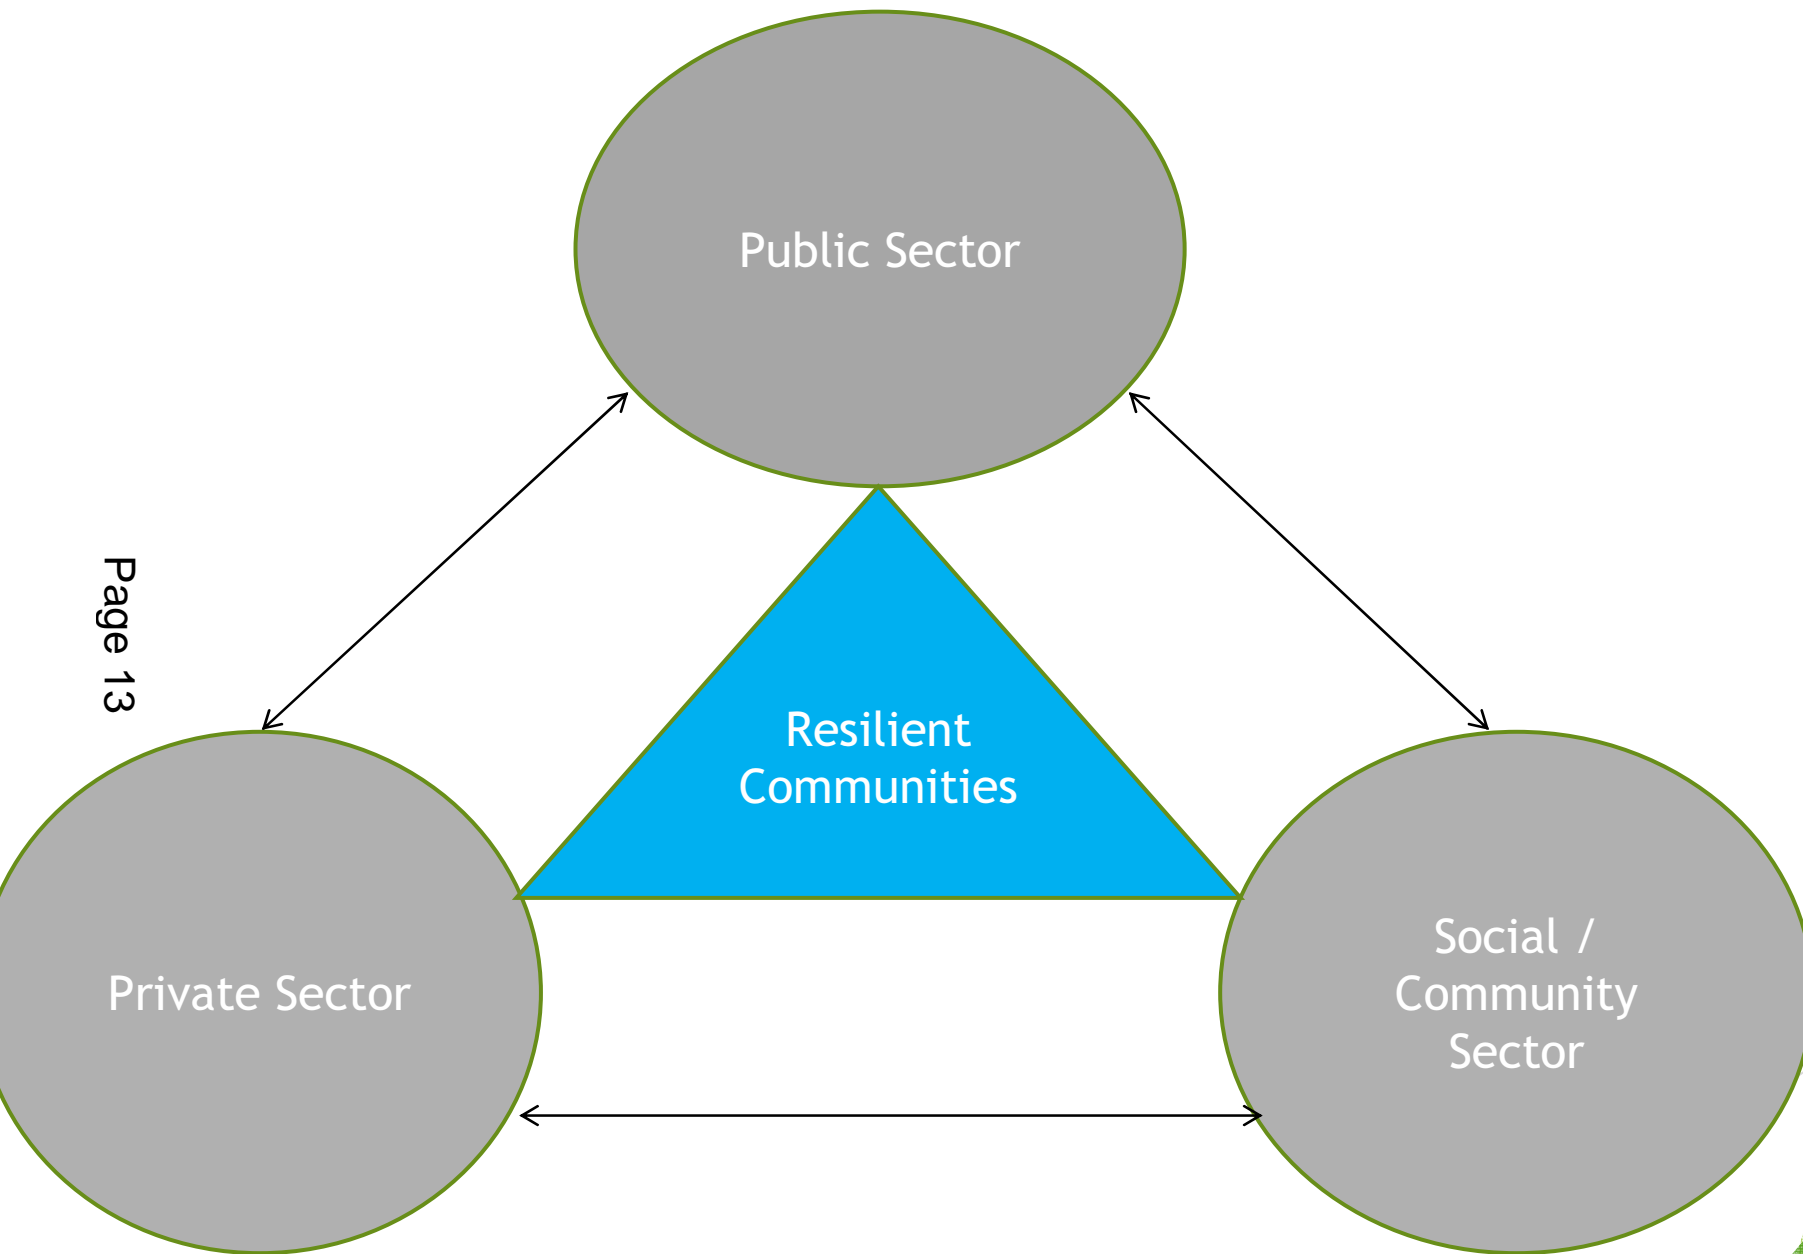 Public Sector
Page 13
Resilient
Communities
Private Sector
Social /
Community
Sector